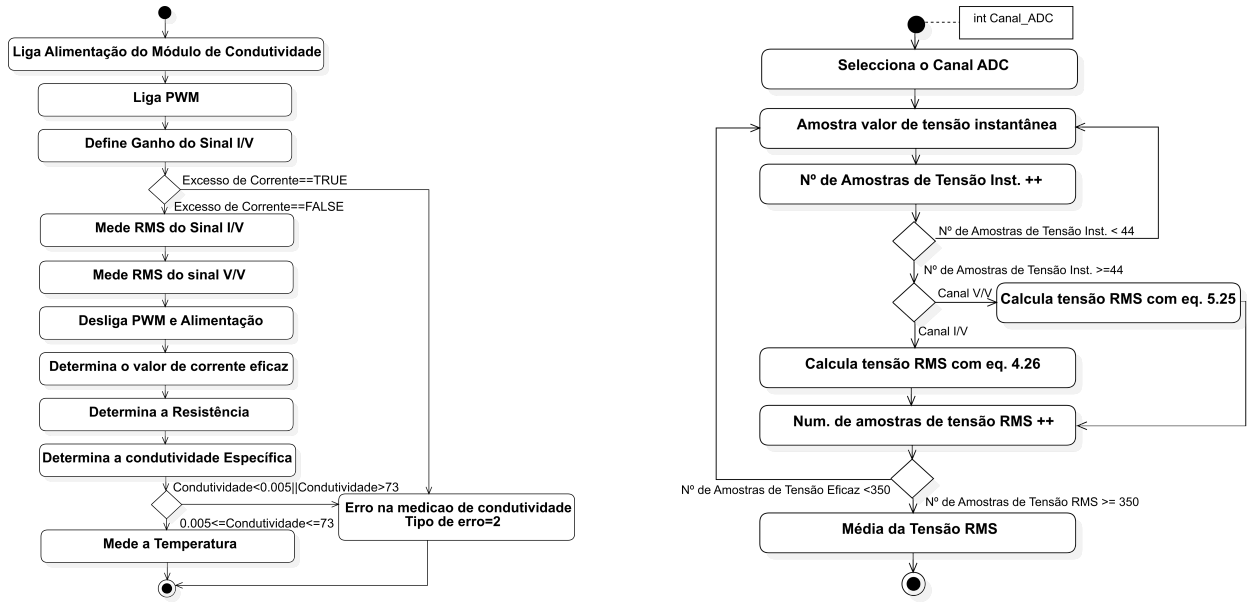 Liga Alimentação do Módulo de Condutividade
Liga PWM
Define Ganho do Sinal I/V
Excesso de Corrente==TRUE
Excesso de Corrente==FALSE
Mede RMS do Sinal I/V
Mede RMS do sinal V/V
Desliga PWM e Alimentação
Determina o valor de corrente eficaz
Determina a Resistência
Determina a condutividade Específica
Condutividade<0.005||Condutividade>73
Erro na medicao de condutividade
Tipo de erro=2
0.005<=Condutividade<=73
Mede a Temperatura
int Canal_ADC
Selecciona o Canal ADC
Amostra valor de tensão instantânea
Nº de Amostras de Tensão Inst. ++
Nº de Amostras de Tensão Inst. < 44
Nº de Amostras de Tensão Inst. >=44
Canal V/V
Calcula tensão RMS com eq. 5.25
Canal I/V
Calcula tensão RMS com eq. 4.26
Num. de amostras de tensão RMS ++
Nº de Amostras de Tensão Eficaz <350
Nº de Amostras de Tensão RMS >= 350
Média da Tensão RMS